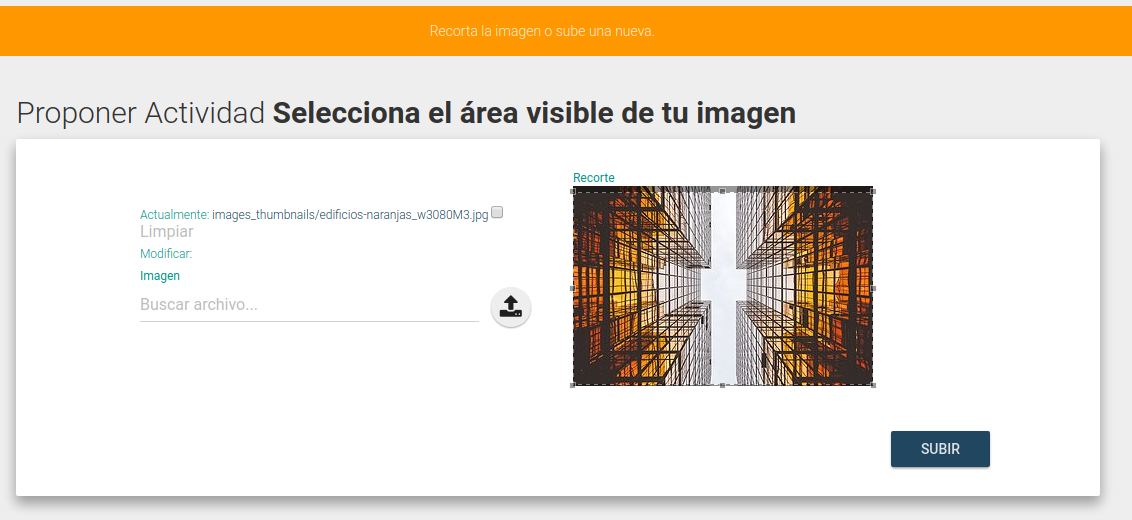 Recorta la imagen o sube una nueva.
Proponer Actividad Selecciona el área visible de tu imagen
Recorte
Actualmente: images_thumbnails/edificios-naranjas_w3080M3.jpg
Limpiar
Modificar:
Imagen
Buscar archivo...
SUBIR